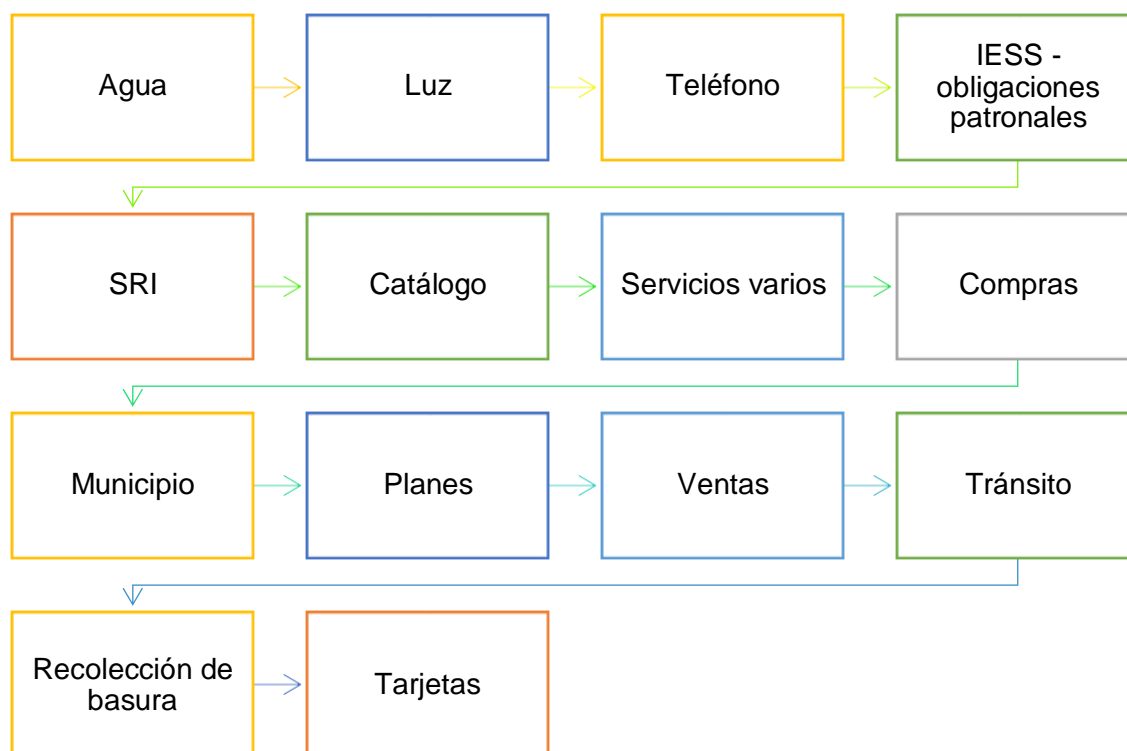 Agua
Luz
Teléfono
IESS -
obligaciones
patronales
SRI
Catálogo
Servicios varios
Compras
Municipio
Planes
Ventas
Tránsito
Recolección de
basura
Tarjetas